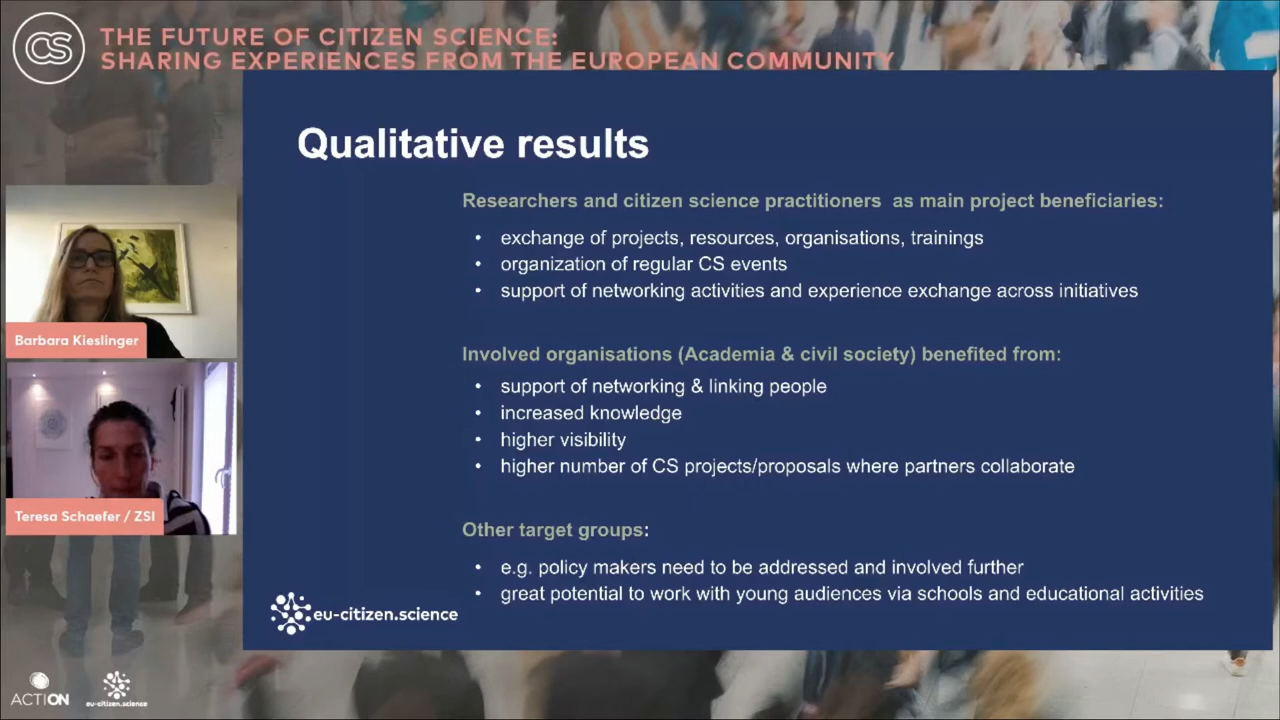 CS
THE FUTURE OF CITIZEN SCIENCE:
SHARING EXPERIENCES FROM THE EUROPEAN COMMUNITY
Qualitative results
Researchers and citizen science practitioners as main project beneficiaries:
• exchange of projects, resources, organisations, trainings
• organization of regular CS events
• support of networking activities and experience exchange across initiatives
Involved organisations (Academia & civil society) benefited from:
• support of networking & linking people
• increased knowledge
• higher visibility
• higher number of CS projects/proposals where partners collaborate
Other target groups:
• e.g. policy makers need to be addressed and involved further
• great potential to work with young audiences via schools and educational activities
eu-citizen.science
Barbara Kieslinger
Teresa Schaefer / ZSI
ACTION
eu-citizen.science